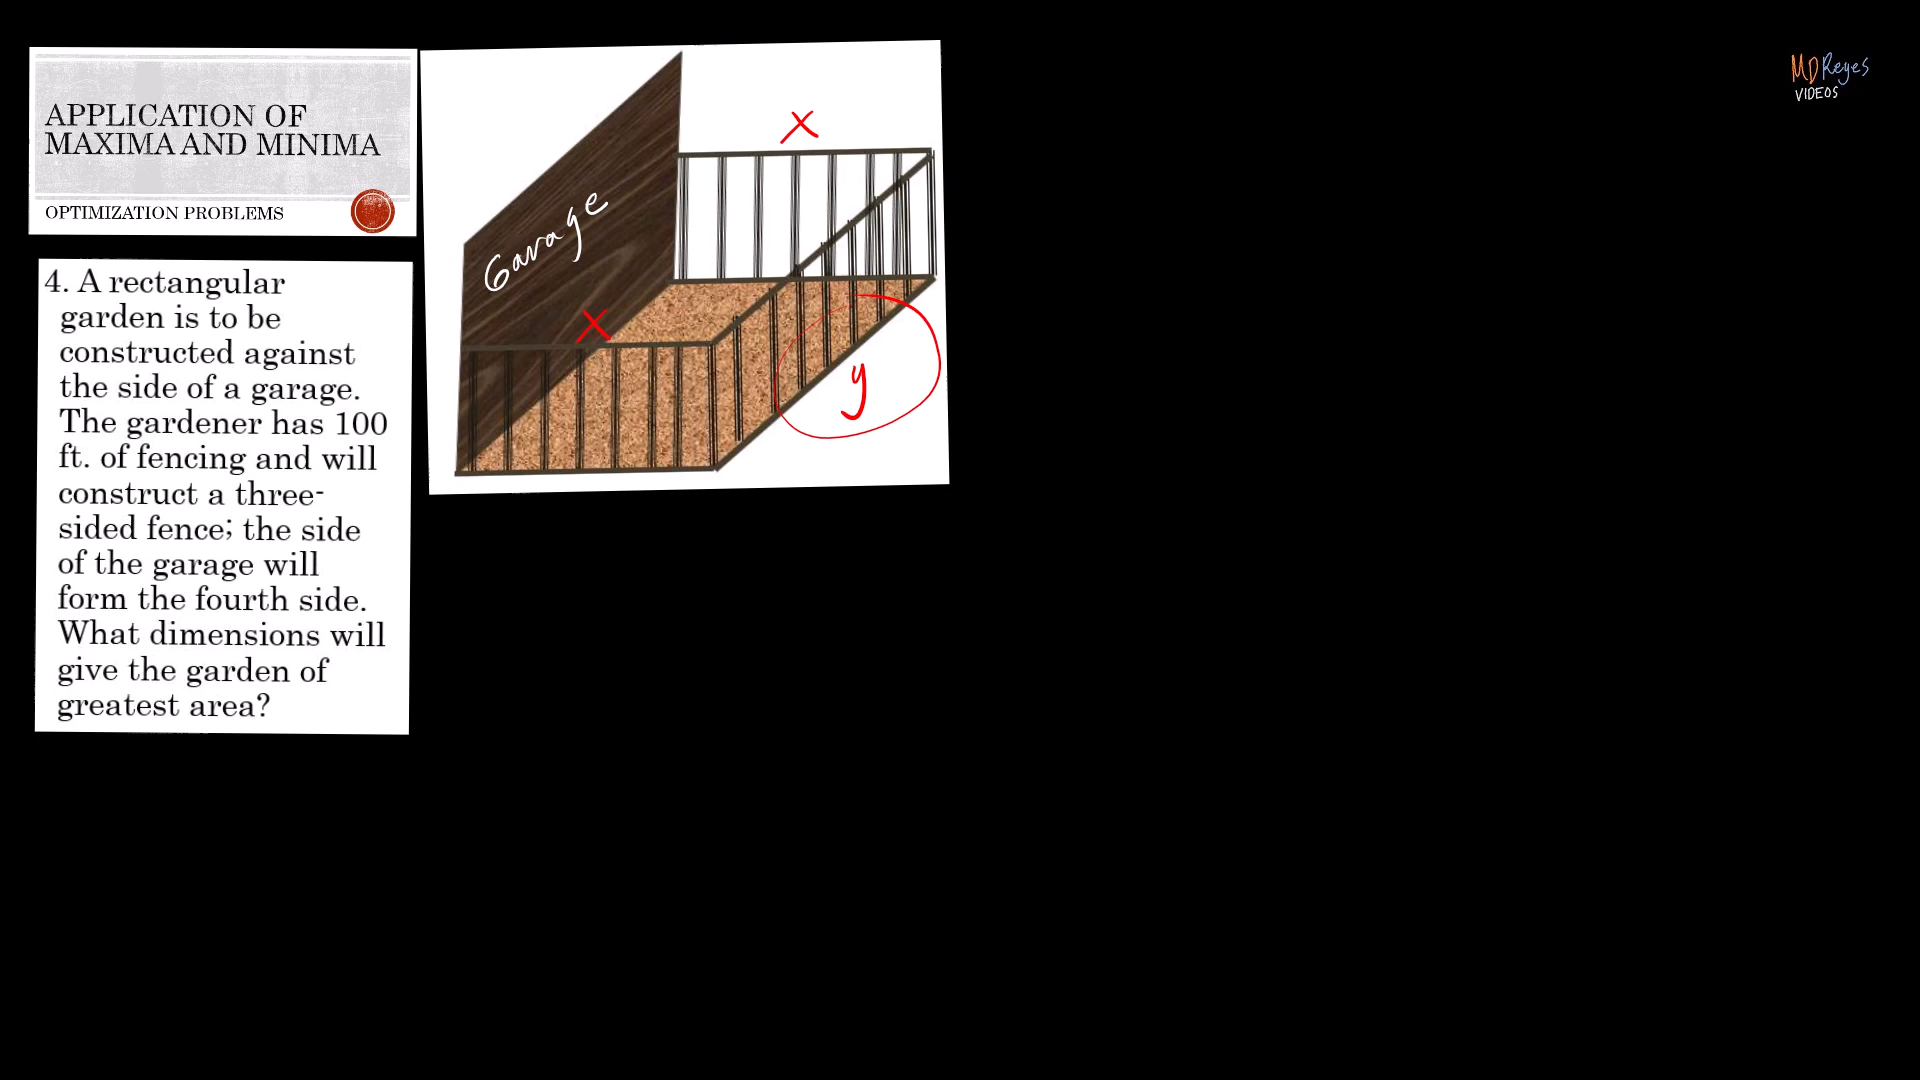 APPLICATION OF
MAXIMA AND MINIMA
OPTIMIZATION PROBLEMS
4. A rectangular
garden is to be
constructed against
the side of a garage.
The gardener has 100
ft. of fencing and will
construct a three-
sided fence; the side
of the garage will
form the fourth side.
What dimensions will
give the garden of
greatest area?
Garage
x
x
y
MDReyes
VIDEOS